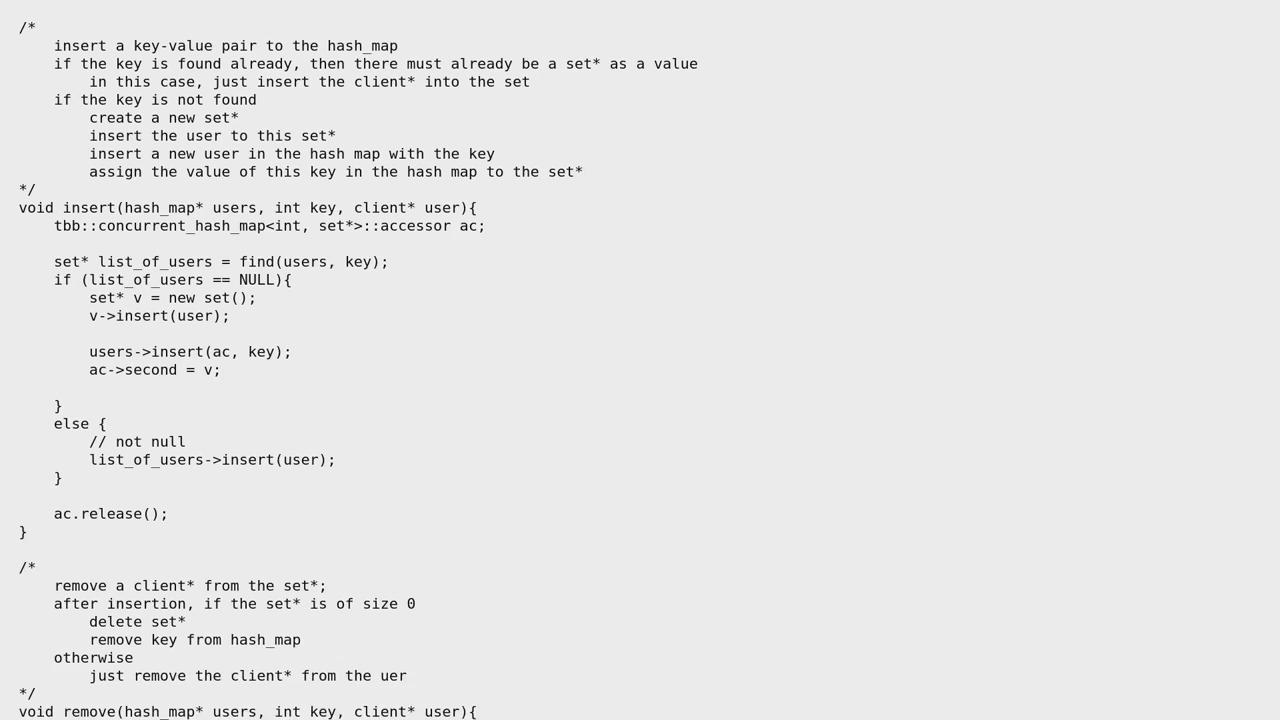 /*
    insert a key-value pair to the hash_map
    if the key is found already, then there must already be a set* as a value
        in this case, just insert the client* into the set
    if the key is not found
        create a new set*
        insert the user to this set*
        insert a new user in the hash map with the key
        assign the value of this key in the hash map to the set*
*/
void insert(hash_map* users, int key, client* user){
    tbb::concurrent_hash_map<int, set*>::accessor ac;

    set* list_of_users = find(users, key);
    if (list_of_users == NULL){
        set* v = new set();
        v->insert(user);

        users->insert(ac, key);
        ac->second = v;

    }
    else {
        // not null
        list_of_users->insert(user);
    }

    ac.release();
}

/*
    remove a client* from the set*;
    after insertion, if the set* is of size 0
        delete set*
        remove key from hash_map
    otherwise
        just remove the client* from the uer
*/
void remove(hash_map* users, int key, client* user){